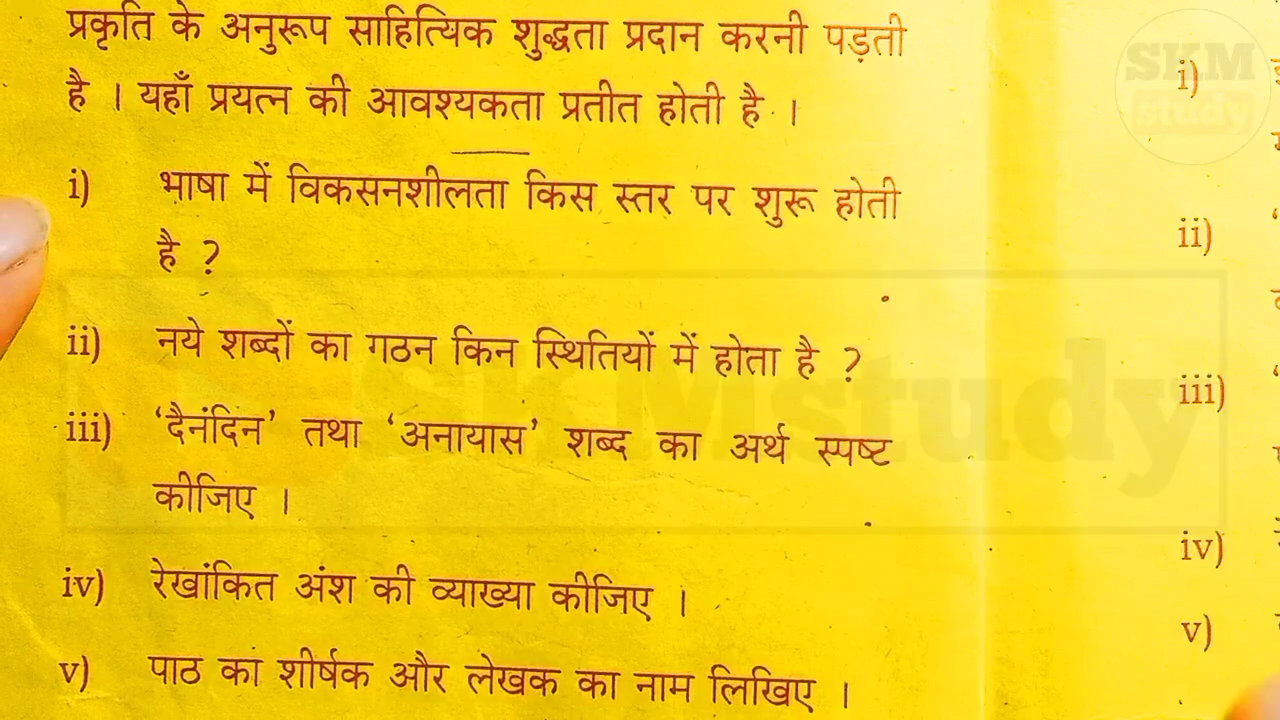 प्रकृति के अनुरूप साहित्यिक शुद्धता प्रदान करनी पड़ती
है । यहाँ प्रयत्न की आवश्यकता प्रतीत होती है ।
i) भाषा में विकसनशीलता किस स्तर पर शुरू होती
है ?
ii) नये शब्दों का गठन किन स्थितियों में होता है ?
iii) ‘दैनंदिन’ तथा ‘अनायास’ शब्द का अर्थ स्पष्ट
कीजिए ।
iv) रेखांकित अंश की व्याख्या कीजिए ।
v) पाठ का शीर्षक और लेखक का नाम लिखिए ।
i)
ii)
iii)
iv)
v)
SKM
study
SKMstudy